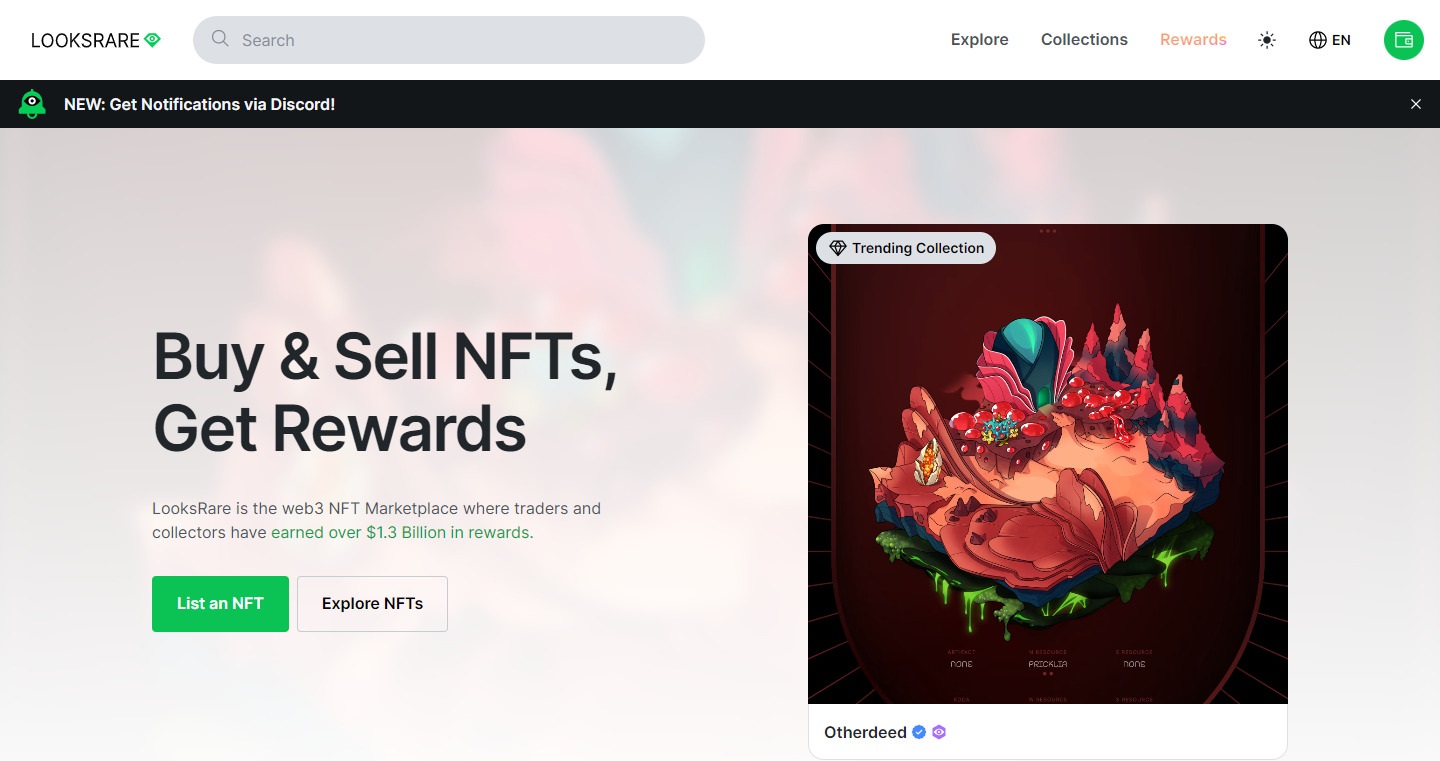 LOOKSRARE
Search
Explore
Collections
Rewards
EN
NEW: Get Notifications via Discord!
Trending Collection
Buy & Sell NFTs,
Get Rewards
LooksRare is the web3 NFT Marketplace where traders and
collectors have earned over $1.3 Billion in rewards.
List an NFT
Explore NFTs
ARTIFACT
NONE
N RESOURCE
PRICKLIA
NONE
Otherdeed